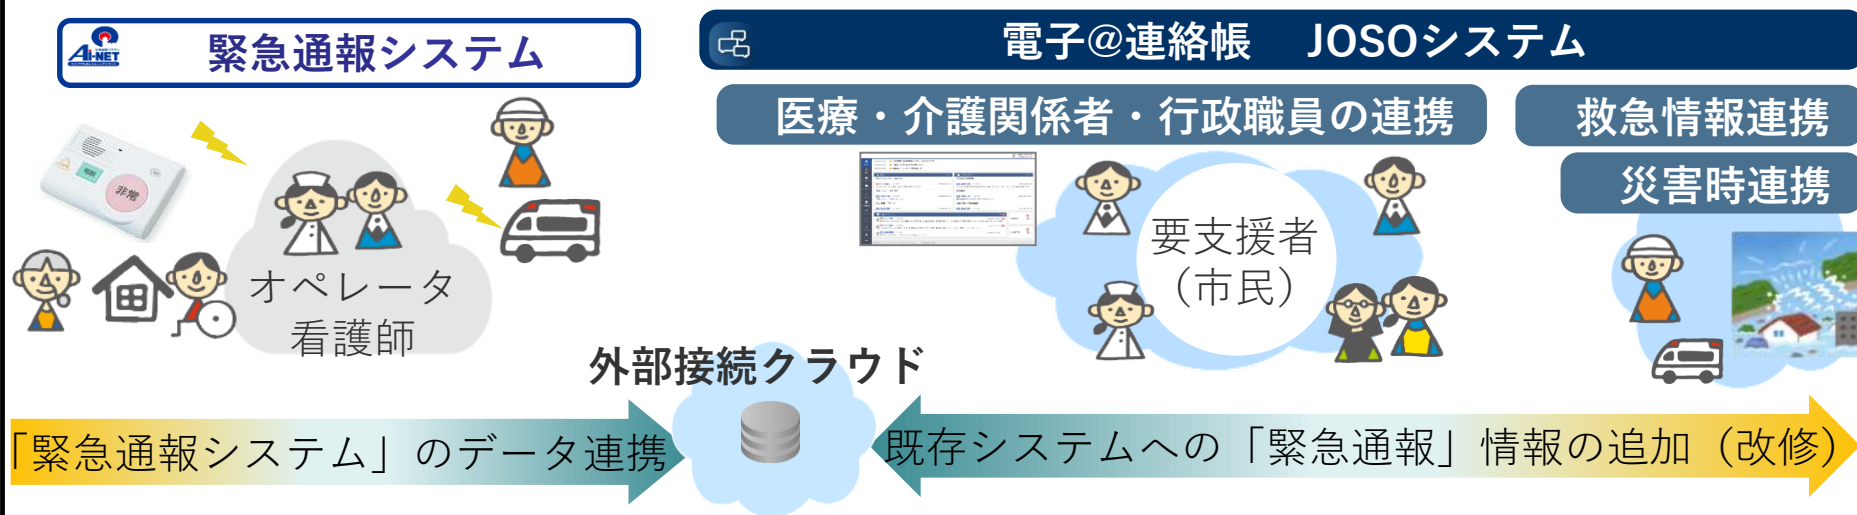 Ai-NET
緊急通報システム
電子@連絡帳 JOSOシステム
医療・介護関係者・行政職員の連携
救急情報連携
災害時連携
非常
オペレータ
看護師
要支援者
（市民）
外部接続クラウド
「緊急通報システム」のデータ連携
既存システムへの「緊急通報」情報の追加（改修）